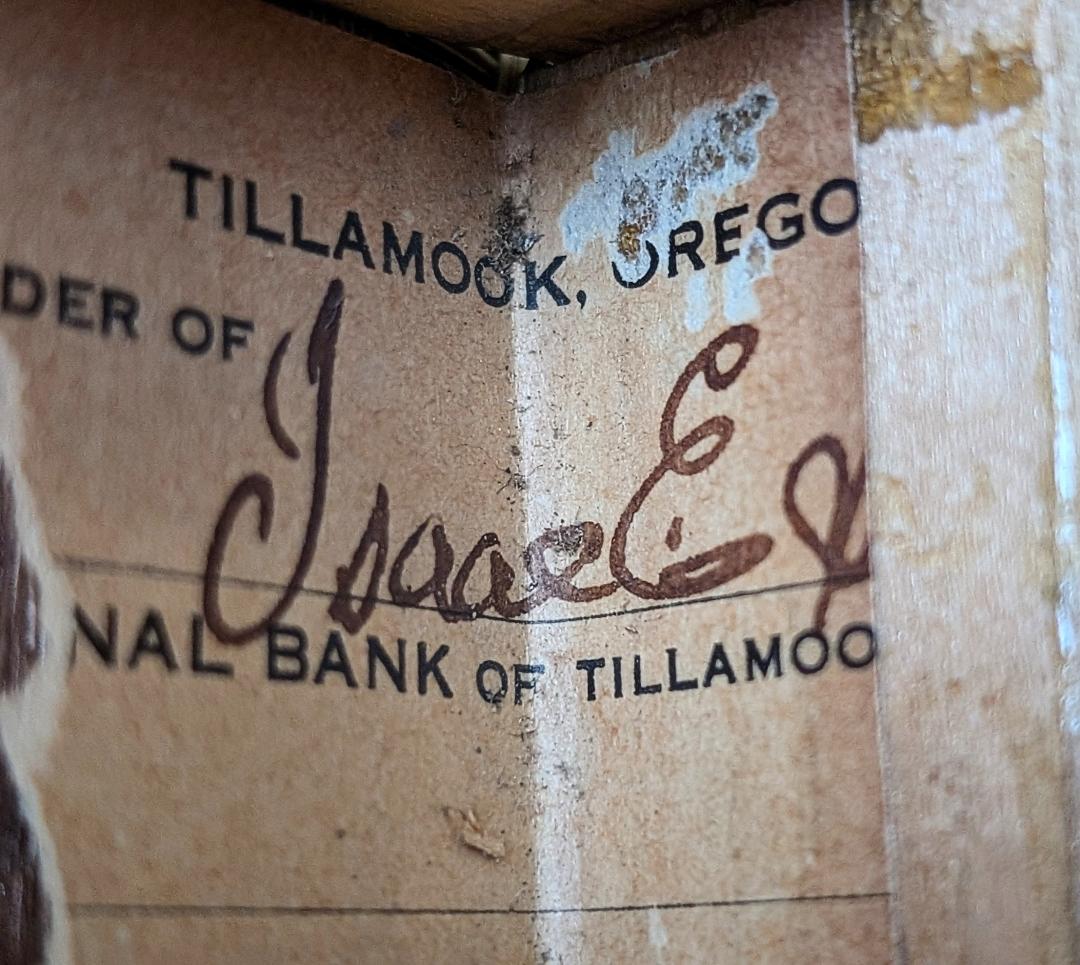 TILLAMOOK, OREGO
DER OF Isaac E
NAL BANK OF TILLAMOO